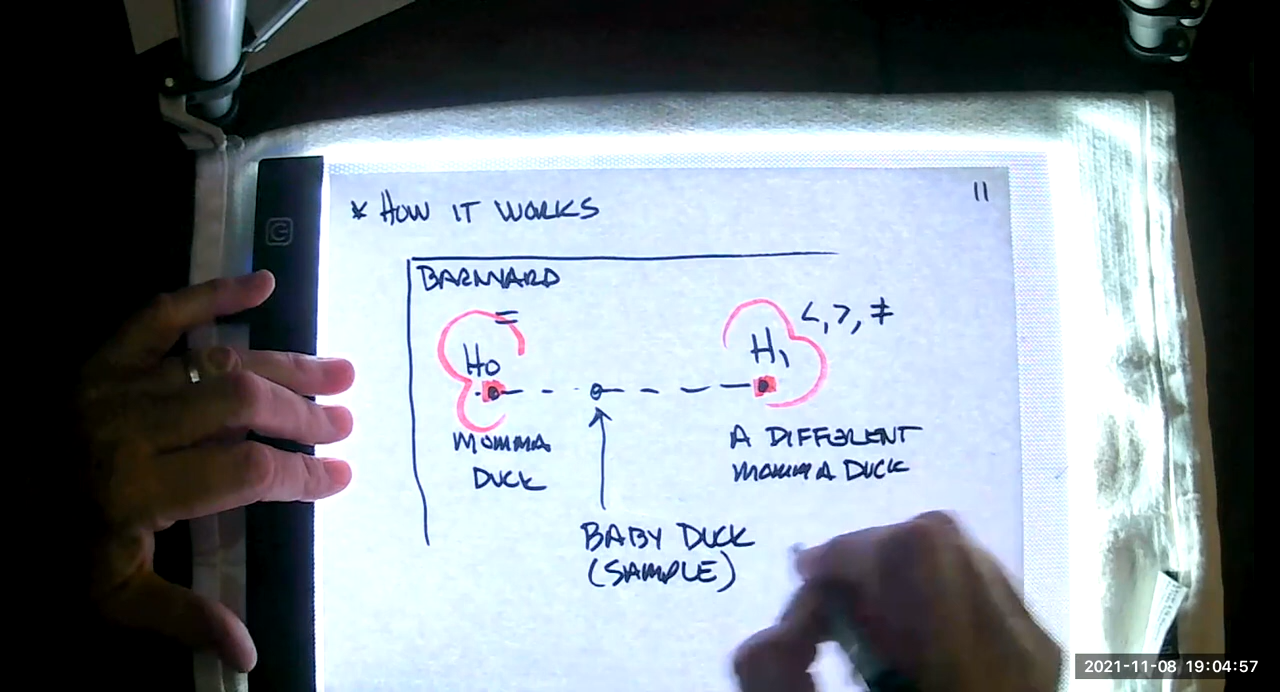 * HOW IT WORKS
11
BARNYARD
=
<, >, ≠
H0
H1
MOMMA
DUCK
A DIFFERENT
MOMMA DUCK
BABY DUCK
(SAMPLE)
2021-11-08 19:04:57